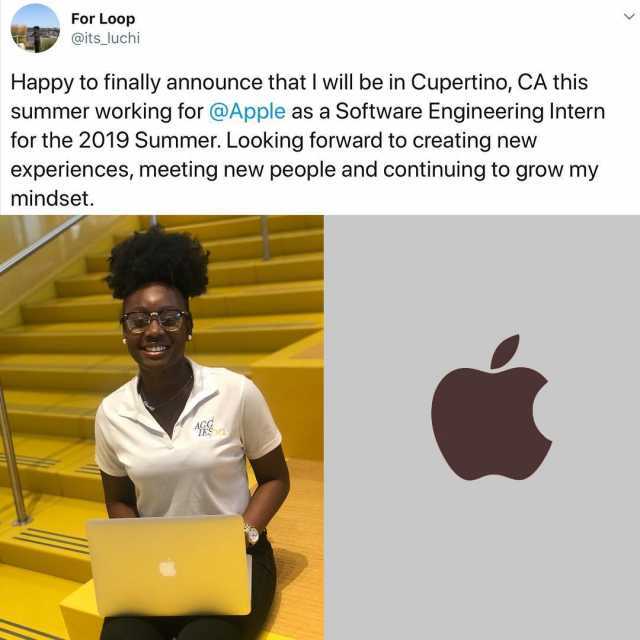 For Loop
@its_luchi
Happy to finally announce that I will be in Cupertino, CA this
summer working for @Apple as a Software Engineering Intern
for the 2019 Summer. Looking forward to creating new
experiences, meeting new people and continuing to grow my
mindset.
AGG
IES